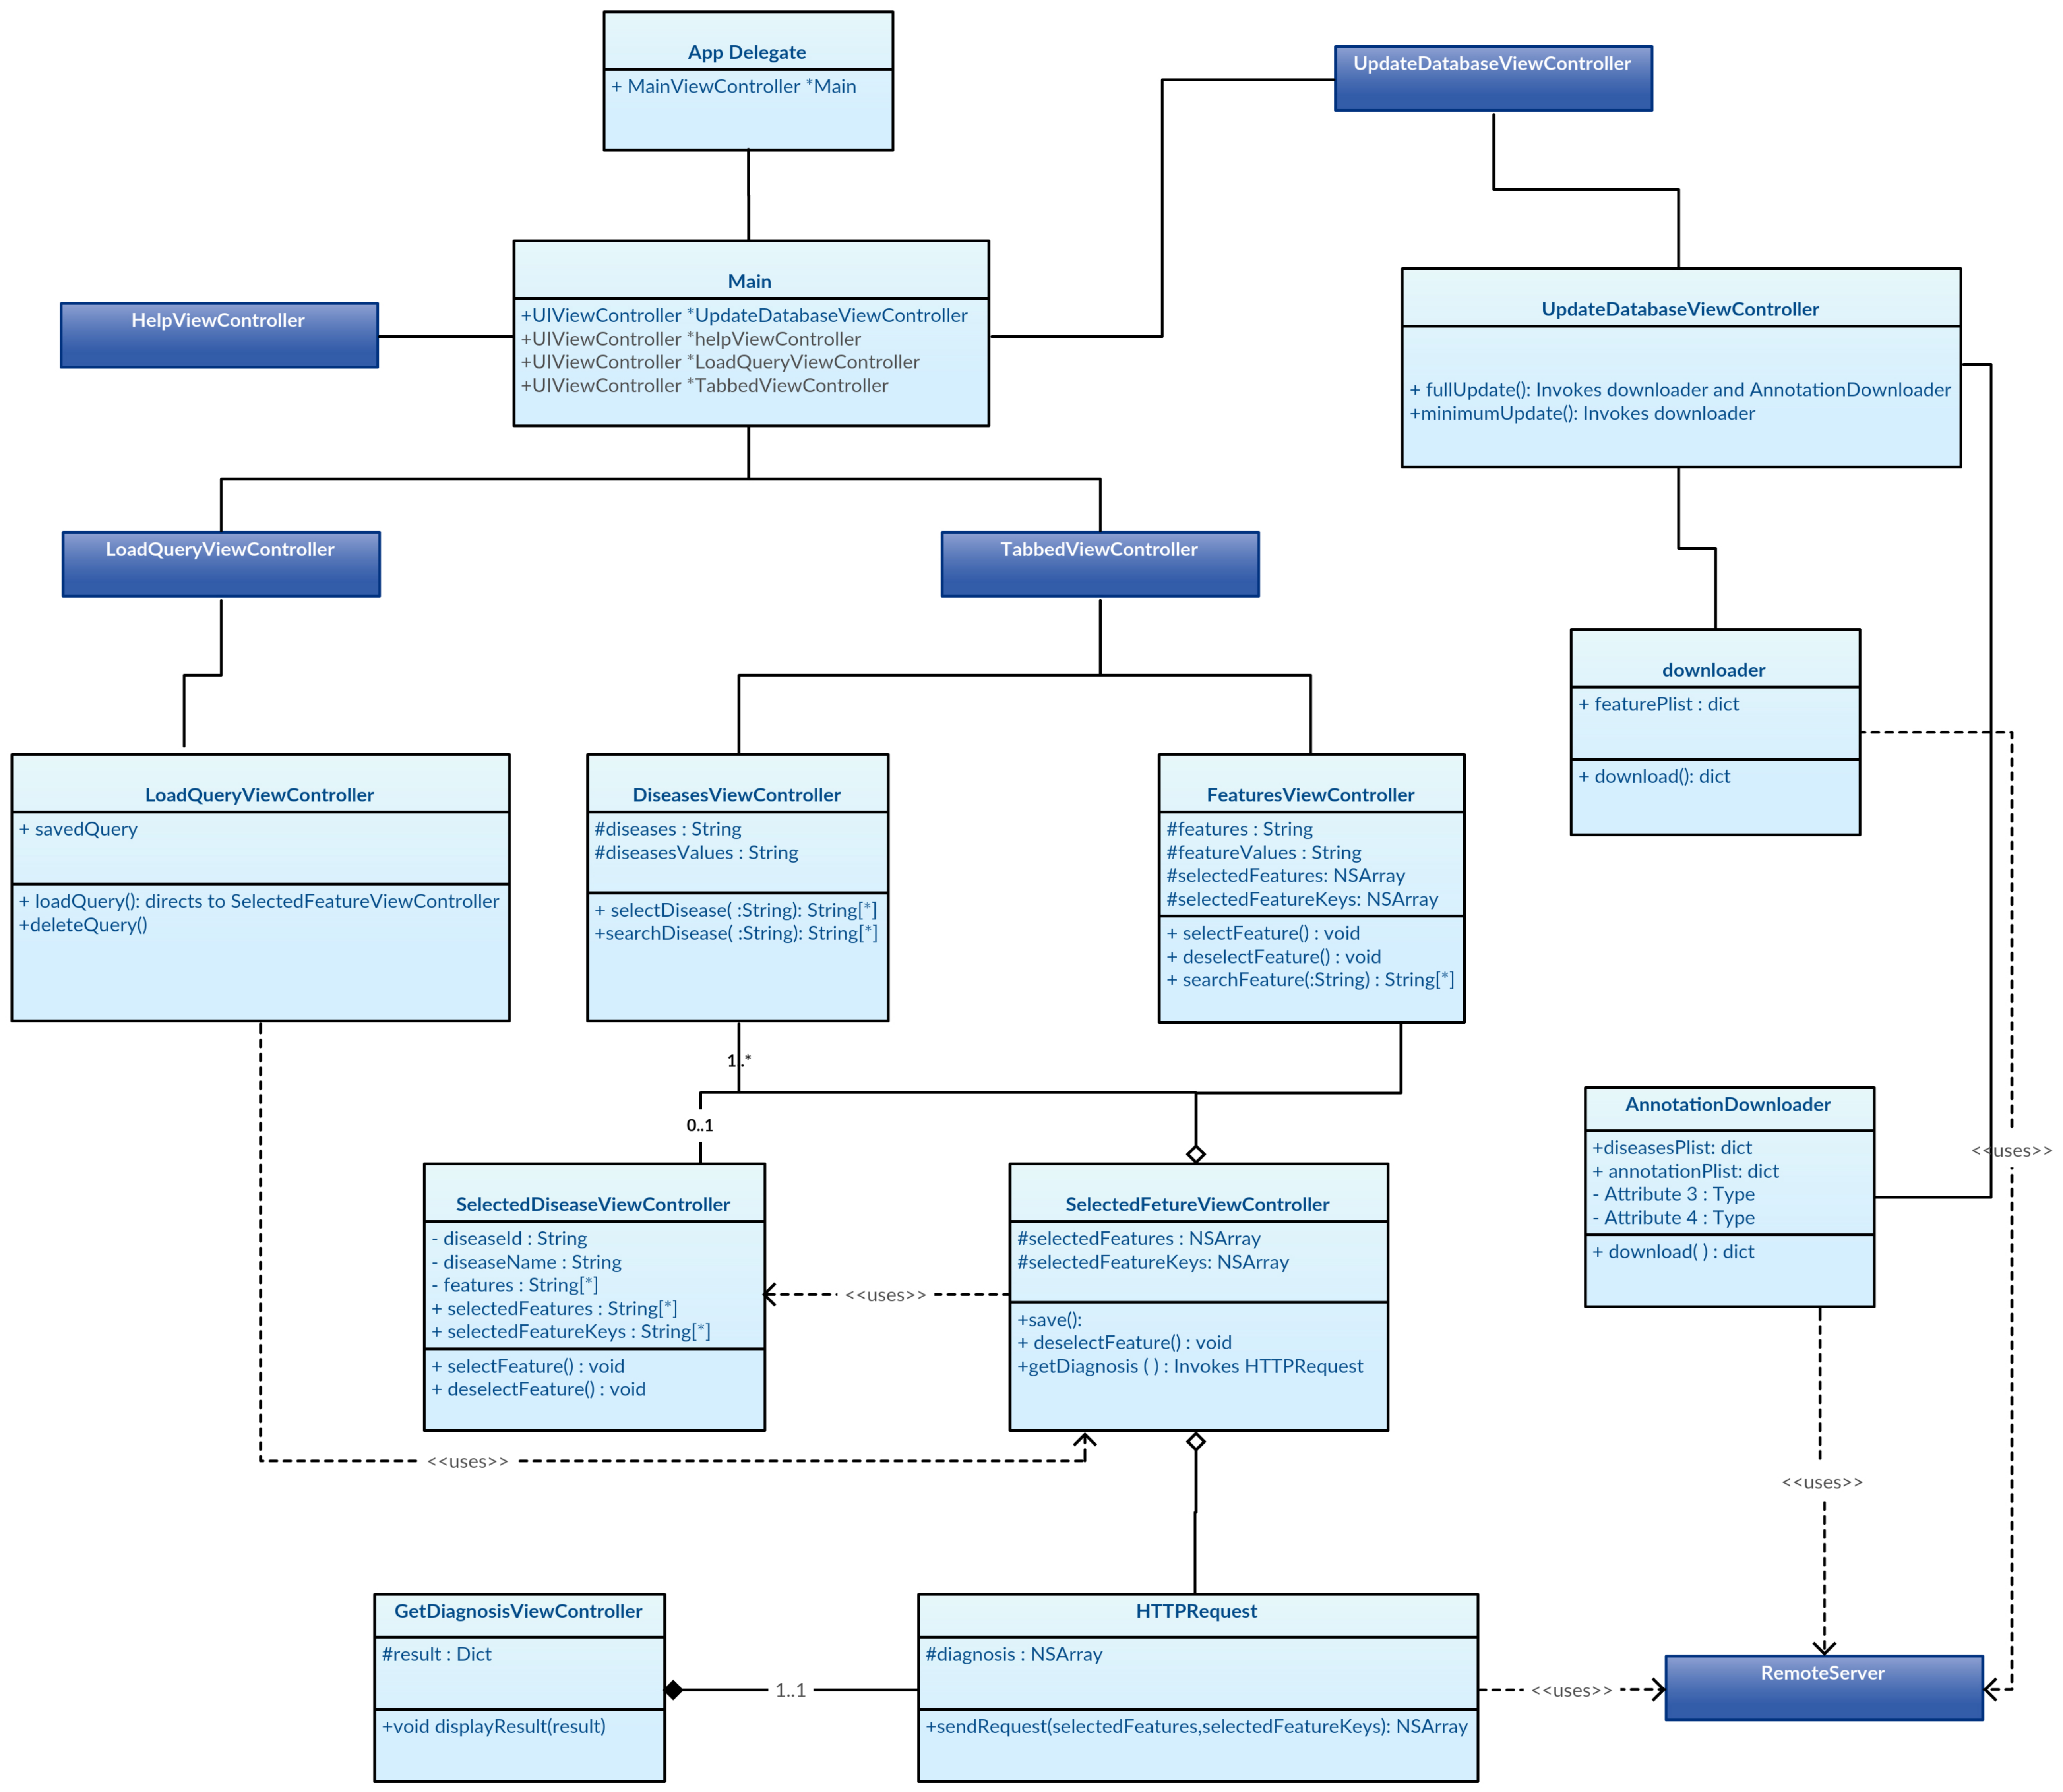 App Delegate
+ MainViewController *Main
UpdateDatabaseViewController
Main
+UIViewController *UpdateDatabaseViewController
+UIViewController *helpViewController
+UIViewController *LoadQueryViewController
+UIViewController *TabbedViewController
HelpViewController
UpdateDatabaseViewController
+ fullUpdate(): Invokes downloader and AnnotationDownloader
+minimumUpdate(): Invokes downloader
LoadQueryViewController
TabbedViewController
downloader
+ featurePlist : dict
+ download(): dict
LoadQueryViewController
+ savedQuery
+ loadQuery(): directs to SelectedFeatureViewController
+deleteQuery()
DiseasesViewController
#diseases : String
#diseasesValues : String
+ selectDisease( :String): String[*]
+searchDisease( :String): String[*]
FeaturesViewController
#features : String
#featureValues : String
#selectedFeatures: NSArray
#selectedFeatureKeys: NSArray
+ selectFeature() : void
+ deselectFeature() : void
+ searchFeature(:String) : String[*]
1..*
0..1
AnnotationDownloader
+diseasesPlist: dict
+ annotationPlist: dict
- Attribute 3 : Type
- Attribute 4 : Type
+ download( ) : dict
<<uses>>
SelectedDiseaseViewController
- diseaseId : String
- diseaseName : String
- features : String[*]
+ selectedFeatures : String[*]
+ selectedFeatureKeys : String[*]
+ selectFeature() : void
+ deselectFeature() : void
<<uses>>
SelectedFetureViewController
#selectedFeatures : NSArray
#selectedFeatureKeys: NSArray
+save():
+ deselectFeature() : void
+getDiagnosis ( ) : Invokes HTTPRequest
<<uses>>
<<uses>>
GetDiagnosisViewController
#result : Dict
+void displayResult(result)
1..1
HTTPRequest
#diagnosis : NSArray
+sendRequest(selectedFeatures,selectedFeatureKeys): NSArray
<<uses>>
RemoteServer